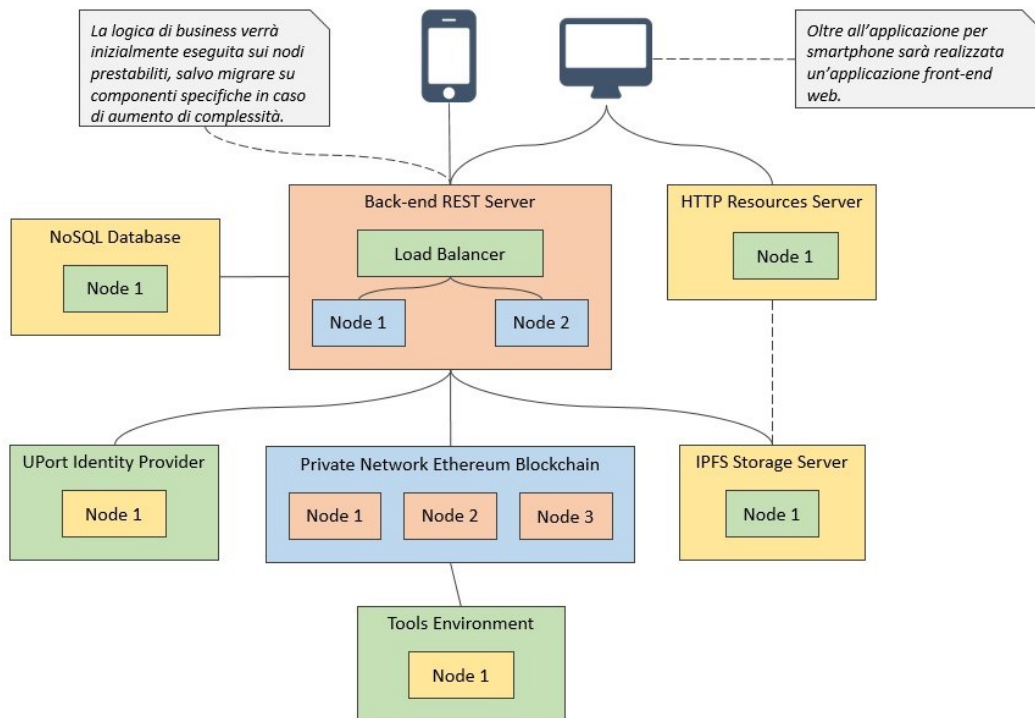 La logica di business verrà
inizialmente eseguita sui nodi
prestabiliti, salvo migrare su
componenti specifiche in caso
di aumento di complessità.
Oltre all'applicazione per
smartphone sarà realizzata
un'applicazione front-end
web.
Back-end REST Server
Load Balancer
Node 1
Node 2
HTTP Resources Server
Node 1
NoSQL Database
Node 1
UPort Identity Provider
Node 1
Private Network Ethereum Blockchain
Node 1
Node 2
Node 3
IPFS Storage Server
Node 1
Tools Environment
Node 1